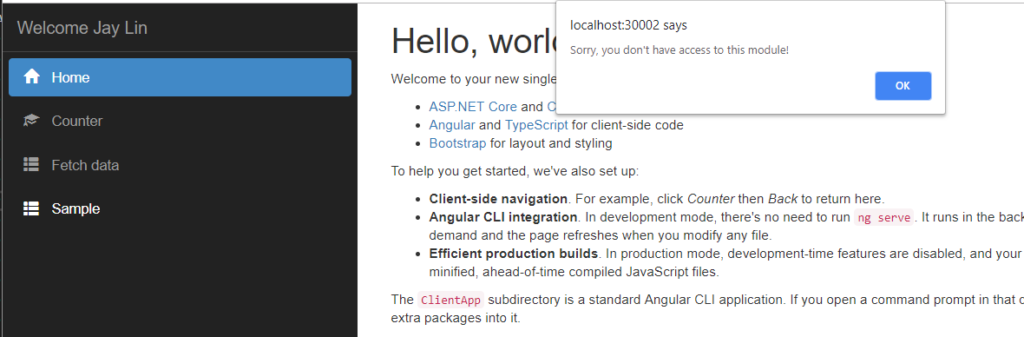 Welcome Jay Lin
Home
Counter
Fetch data
Sample
localhost:30002 says
Sorry, you don't have access to this module!
OK
Hello, worl
Welcome to your new single
ASP.NET Core and C
Angular and TypeScript for client-side code
Bootstrap for layout and styling
To help you get started, we've also set up:
Client-side navigation. For example, click Counter then Back to return here.
Angular CLI integration. In development mode, there's no need to run ng serve. It runs in the back
demand and the page refreshes when you modify any file.
Efficient production builds. In production mode, development-time features are disabled, and your
minified, ahead-of-time compiled JavaScript files.
The ClientApp subdirectory is a standard Angular CLI application. If you open a command prompt in that
extra packages into it.